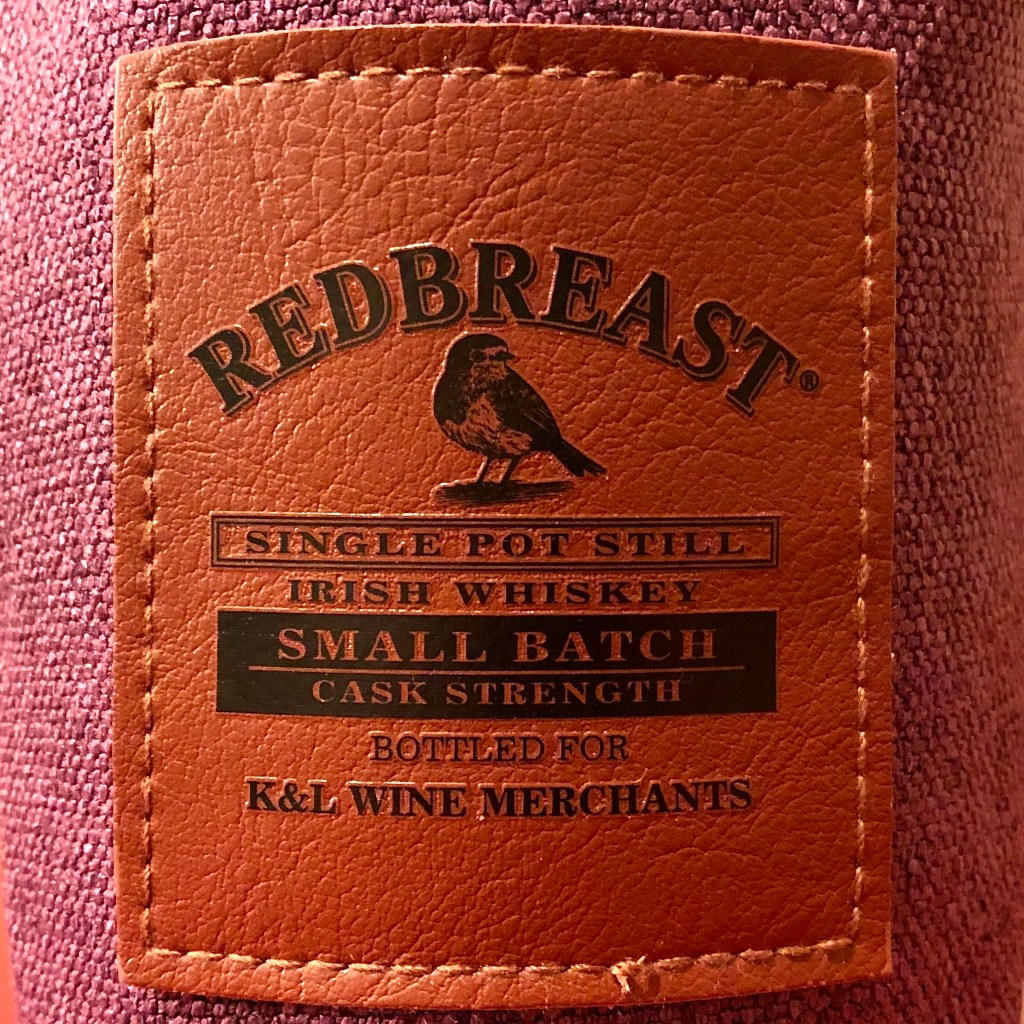 REDBREAST®
SINGLE POT STILL
IRISH WHISKEY
SMALL BATCH
CASK STRENGTH
BOTTLED FOR
K&L WINE MERCHANTS